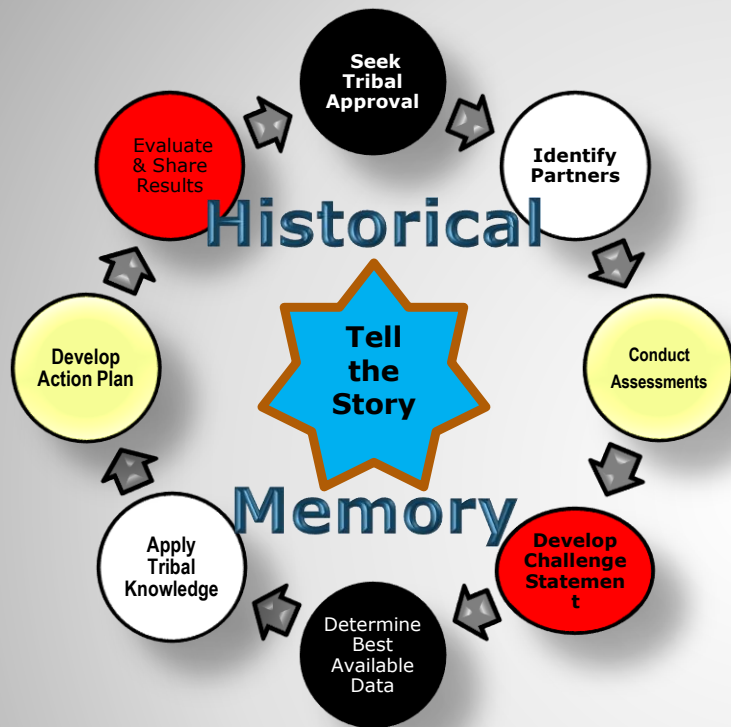 Seek
Tribal
Approval
Identify
Partners
Conduct
Assessments
Develop
Challenge
Statemen
t
Determine
Best
Available
Data
Apply
Tribal
Knowledge
Develop
Action Plan
Evaluate
& Share
Results
Historical
Tell
the
Story
Memory